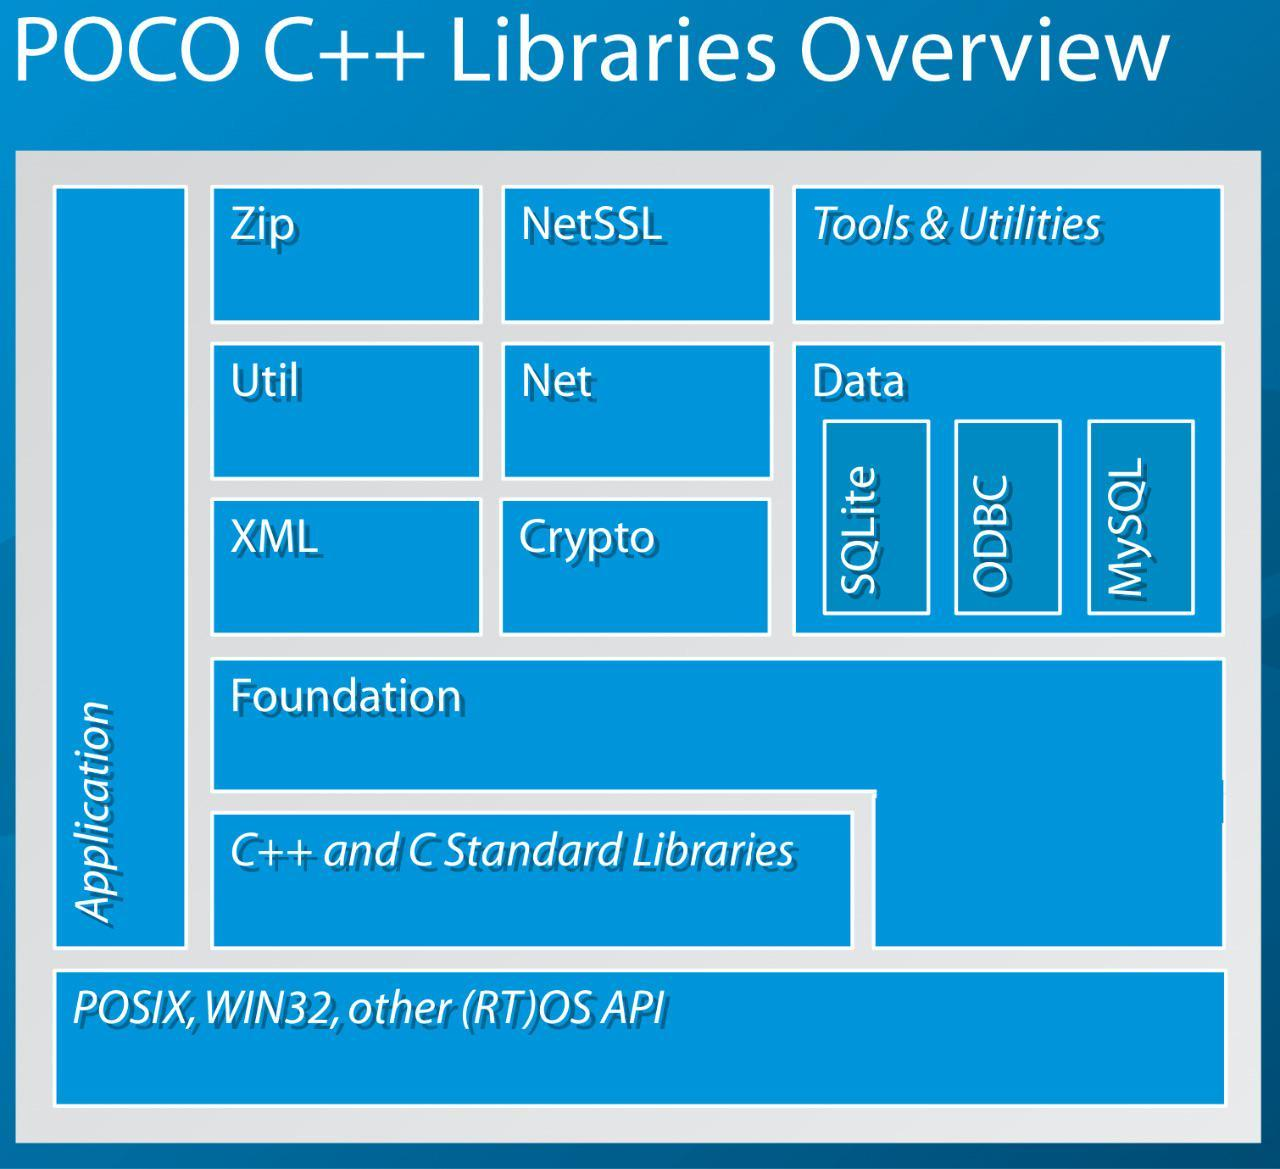 POCO C++ Libraries Overview
Zip
NetSSL
Tools & Utilities
Util
Net
Data
SQLite
ODBC
MySQL
XML
Crypto
Application
Foundation
C++ and C Standard Libraries
POSIX, WIN32, other (RT)OS API